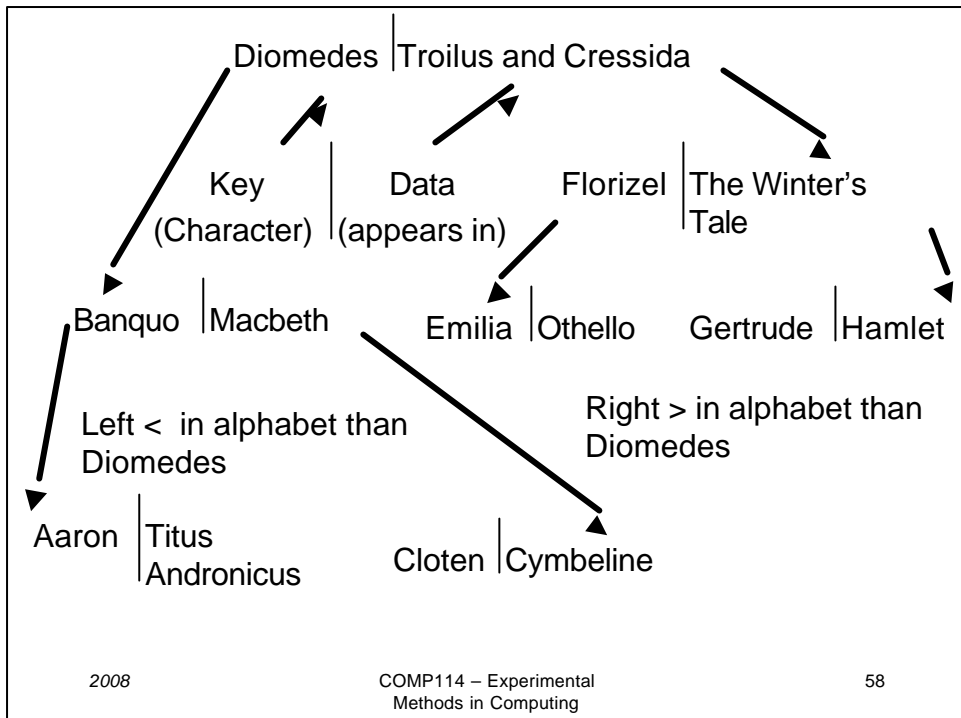 Diomedes Troilus and Cressida
Key Data
(Character) (appears in)
Florizel The Winter's
Tale
Banquo Macbeth
Emilia Othello
Gertrude Hamlet
Left < in alphabet than
Diomedes
Right > in alphabet than
Diomedes
Aaron Titus
Andronicus
Cloten Cymbeline
2008
COMP114 – Experimental
Methods in Computing
58